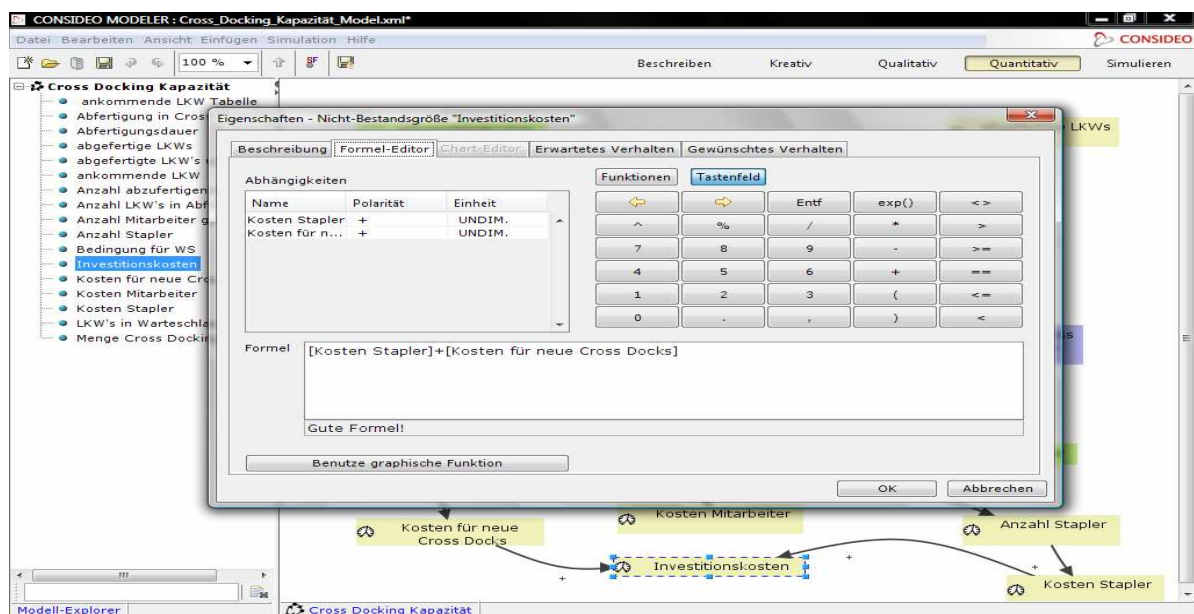 CONSIDEO MODELER : Cross_Docking_Kapazität_Model.xml*
Datei Bearbeiten Ansicht Einfügen Simulation Hilfe
CONSIDEO
100 %
SF
Beschreiben Kreativ Qualitativ Quantitativ Simulieren
Cross Docking Kapazität
ankommende LKW Tabelle
Abfertigung in Cros
Abfertigungsdauer
abgefertige LKWs
abgefertigte LKW's
ankommende LKW
Anzahl abzufertigen
Anzahl LKW's in Abf
Anzahl Mitarbeiter g
Anzahl Stapler
Bedingung für WS
Investitionskosten
Kosten für neue Cro
Kosten Mitarbeiter
Kosten Stapler
LKW's in Warteschla
Menge Cross Dockin
Modell-Explorer
Eigenschaften - Nicht-Bestandsgröße "Investitionskosten"
Beschreibung Formel-Editor Chart-Editor Erwartetes Verhalten Gewünschtes Verhalten
Abhängigkeiten
Name Polarität Einheit
Kosten Stapler + UNDIM.
Kosten für n... + UNDIM.
Funktionen Tastenfeld
Entf exp() <>
^ % / * >
7 8 9 - >=
4 5 6 + ==
1 2 3 ( <=
0 . , ) <
Formel
[Kosten Stapler]+[Kosten für neue Cross Docks]
Gute Formel!
Benutze graphische Funktion
OK Abbrechen
LKWs
s
Kosten für neue
Cross Docks
Kosten Mitarbeiter
Anzahl Stapler
Investitionskosten
Kosten Stapler
+
+
+
Cross Docking Kapazität